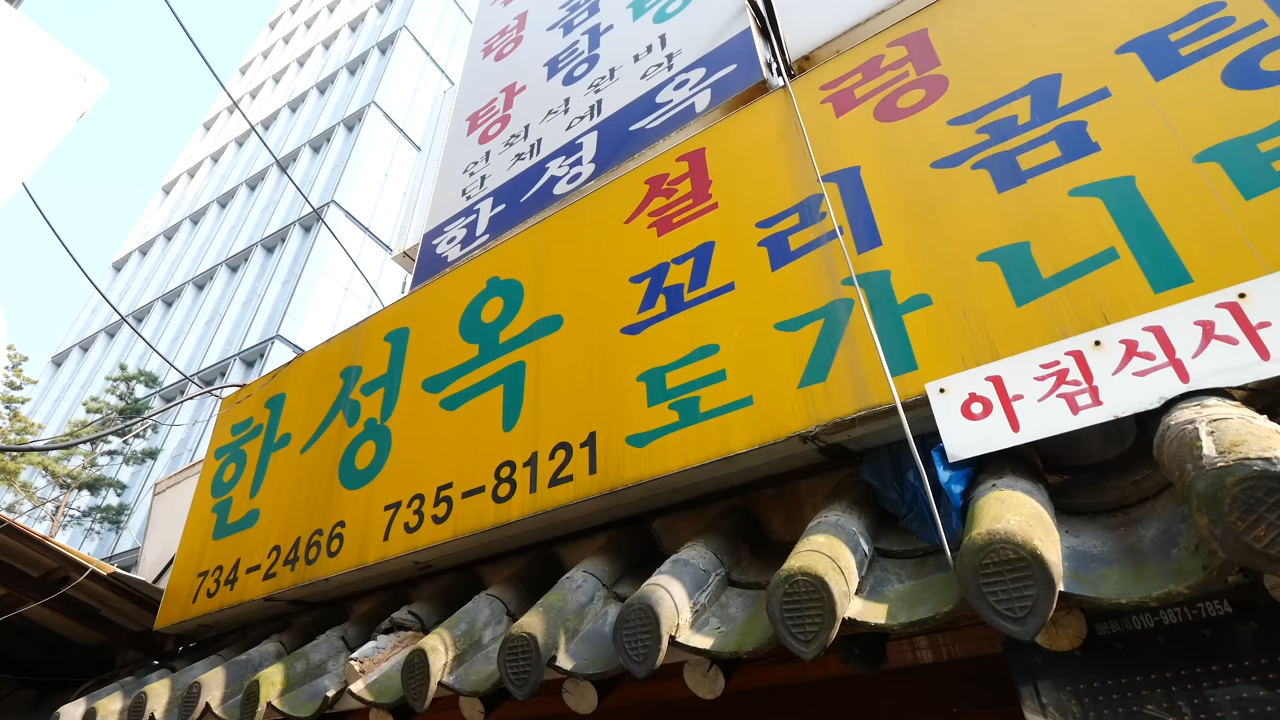 렁 곰 탕
탕 탕
연회석완비
단체예약
한성옥
한성옥
734-2466 735-8121
설 렁
꼬리곰탕
도가니
아침식사
010-9871-7854